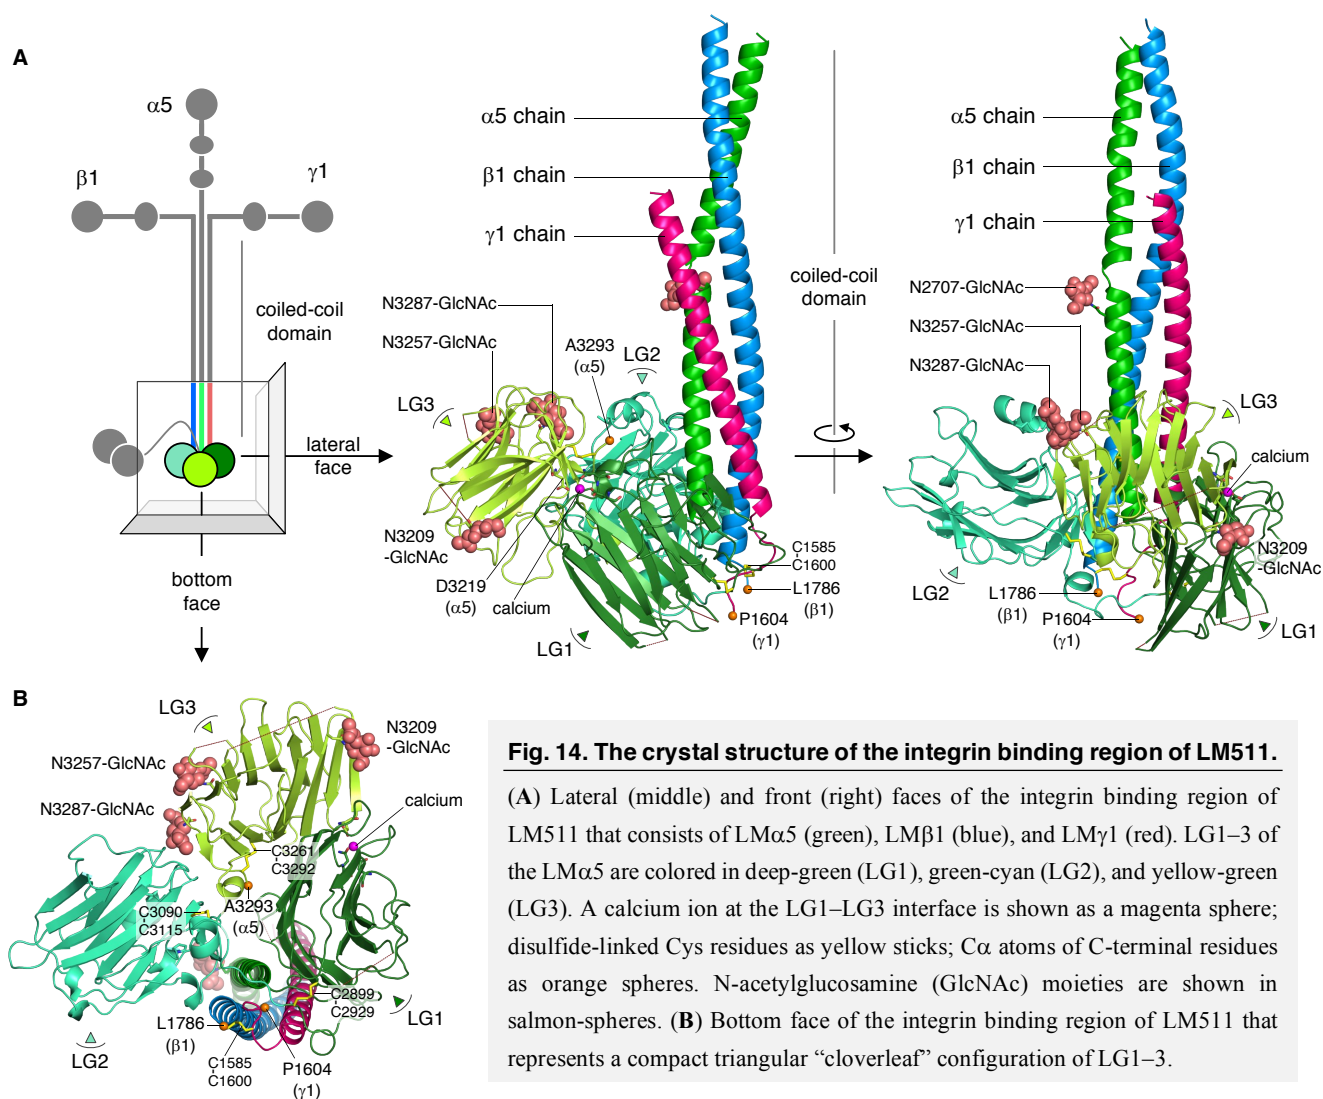 A
α5
β1
γ1
coiled-coil
domain
lateral
face
bottom
face
α5 chain
β1 chain
γ1 chain
N3287-GlcNAc
N3257-GlcNAc
A3293
(α5)
LG2
LG3
N3209
-GlcNAc
D3219
(α5)
calcium
LG1
C1585
C1600
L1786
(β1)
P1604
(γ1)
coiled-coil
domain
α5 chain
β1 chain
γ1 chain
N2707-GlcNAc
N3257-GlcNAc
N3287-GlcNAc
LG3
calcium
N3209
-GlcNAc
LG2
L1786
(β1)
P1604
(γ1)
LG1
B
LG3
N3209
-GlcNAc
N3257-GlcNAc
N3287-GlcNAc
calcium
C3261
C3292
A3293
(α5)
C3090
C3115
C2899
C2929
LG1
L1786
(β1)
LG2
C1585
C1600
P1604
(γ1)
Fig. 14. The crystal structure of the integrin binding region of LM511.
(A) Lateral (middle) and front (right) faces of the integrin binding region of
LM511 that consists of LMα5 (green), LMβ1 (blue), and LMγ1 (red). LG1–3 of
the LMα5 are colored in deep-green (LG1), green-cyan (LG2), and yellow-green
(LG3). A calcium ion at the LG1–LG3 interface is shown as a magenta sphere;
disulfide-linked Cys residues as yellow sticks; Cα atoms of C-terminal residues
as orange spheres. N-acetylglucosamine (GlcNAc) moieties are shown in
salmon-spheres. (B) Bottom face of the integrin binding region of LM511 that
represents a compact triangular “cloverleaf” configuration of LG1–3.